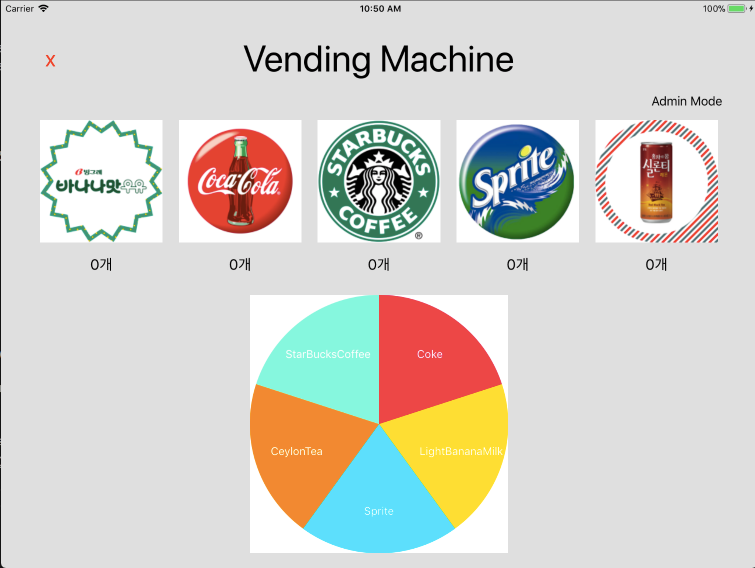 Carrier
10:50 AM
100%
X
Vending Machine
Admin Mode
빙그레
바나나맛우유
Coca-Cola
STARBUCKS
COFFEE
®
Sprite
실론티
0개
0개
0개
0개
0개
StarBucksCoffee
Coke
CeylonTea
LightBananaMilk
Sprite